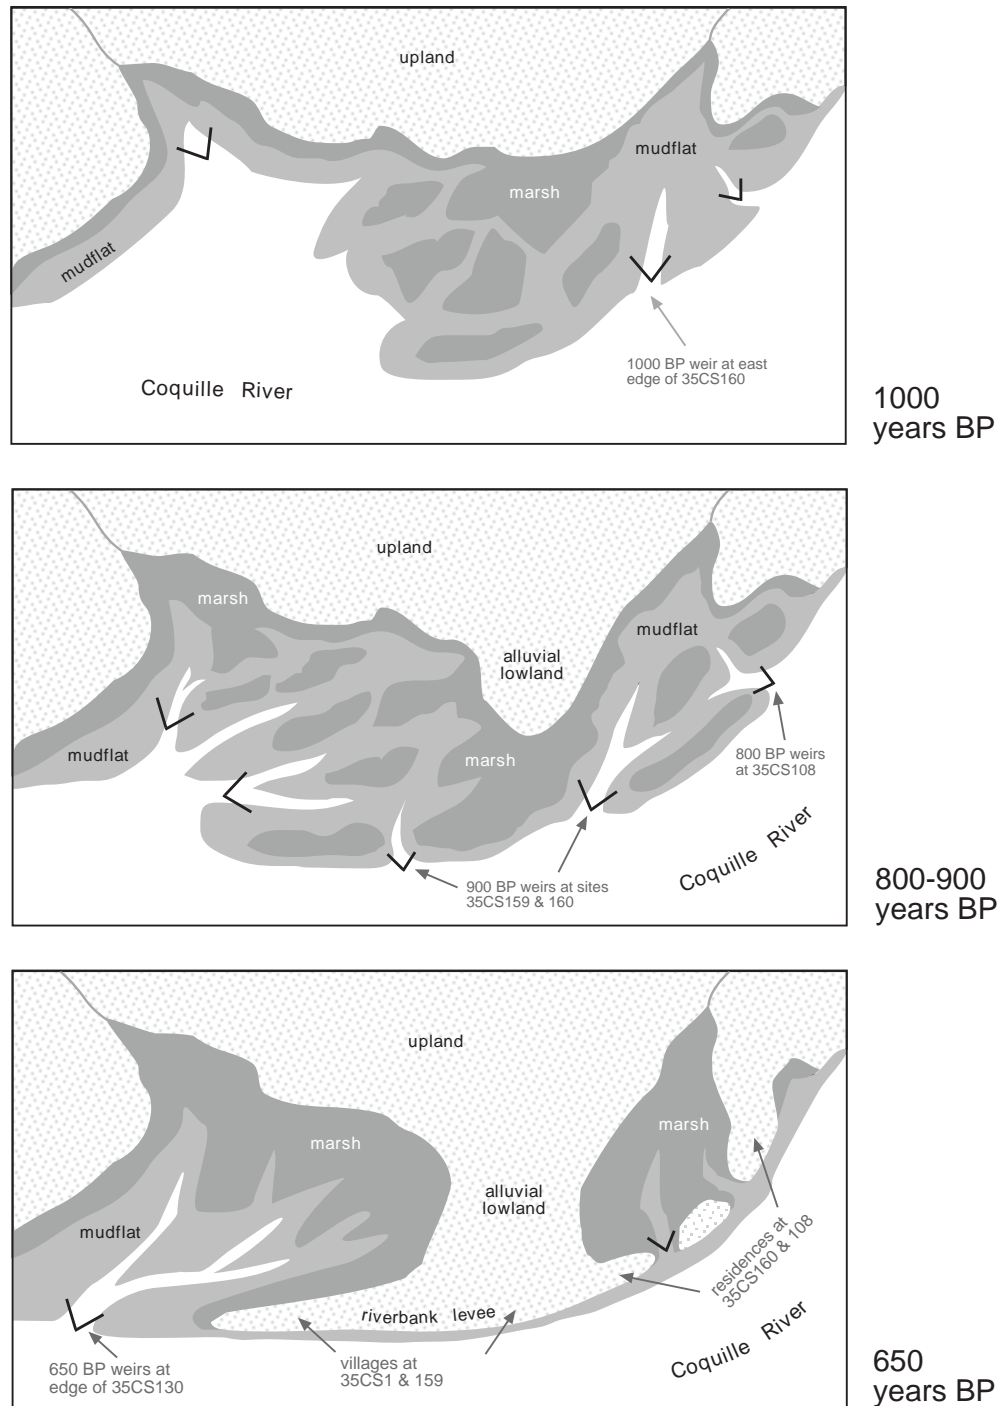 upland
mudflat
marsh
mudflat
1000 BP weir at east
edge of 35CS160
Coquille River
1000
years BP
upland
marsh
mudflat
alluvial
lowland
mudflat
marsh
800 BP weirs
at 35CS108
Coquille River
900 BP weirs at sites
35CS159 & 160
800-900
years BP
upland
marsh
marsh
alluvial
lowland
mudflat
residences at
35CS160 & 108
riverbank levee
Coquille River
650 BP weirs at
edge of 35CS130
villages at
35CS1 & 159
650
years BP